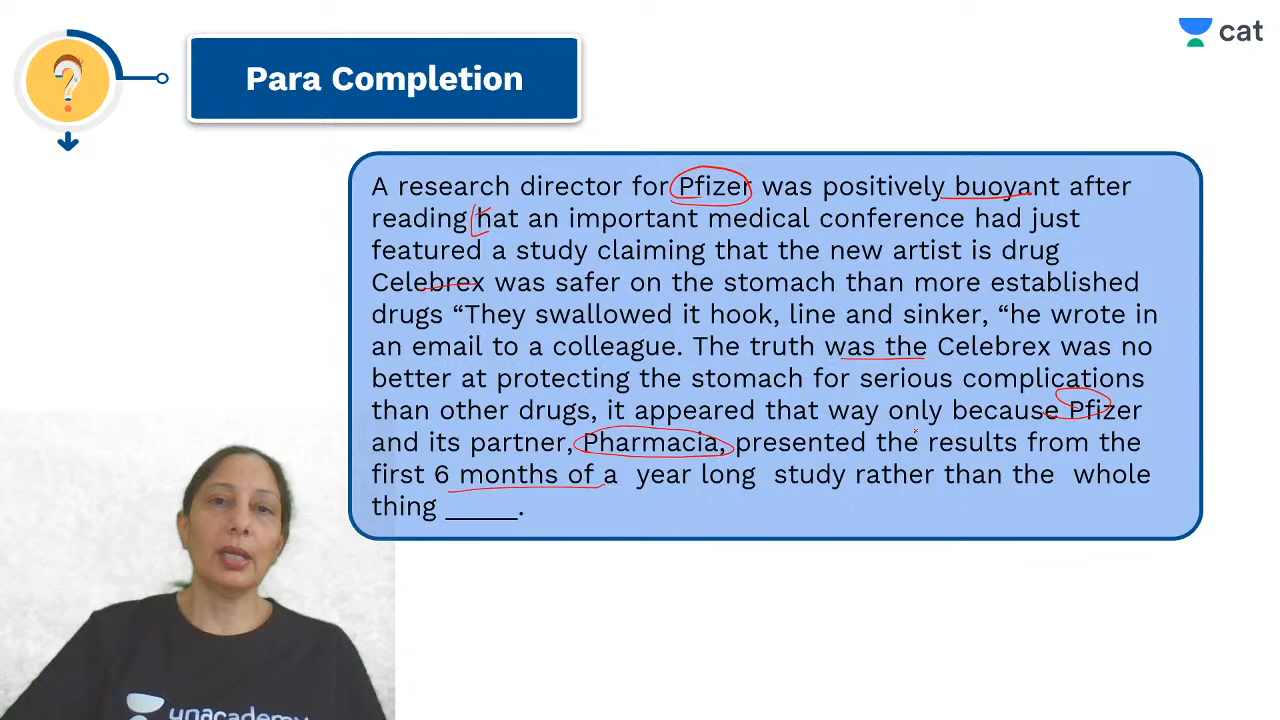 cat
Para Completion
A research director for Pfizer was positively buoyant after
reading hat an important medical conference had just
featured a study claiming that the new artist is drug
Celebrex was safer on the stomach than more established
drugs “They swallowed it hook, line and sinker, “he wrote in
an email to a colleague. The truth was the Celebrex was no
better at protecting the stomach for serious complications
than other drugs, it appeared that way only because Pfizer
and its partner, Pharmacia, presented the results from the
first 6 months of a year long study rather than the whole
thing _____.
unacademy